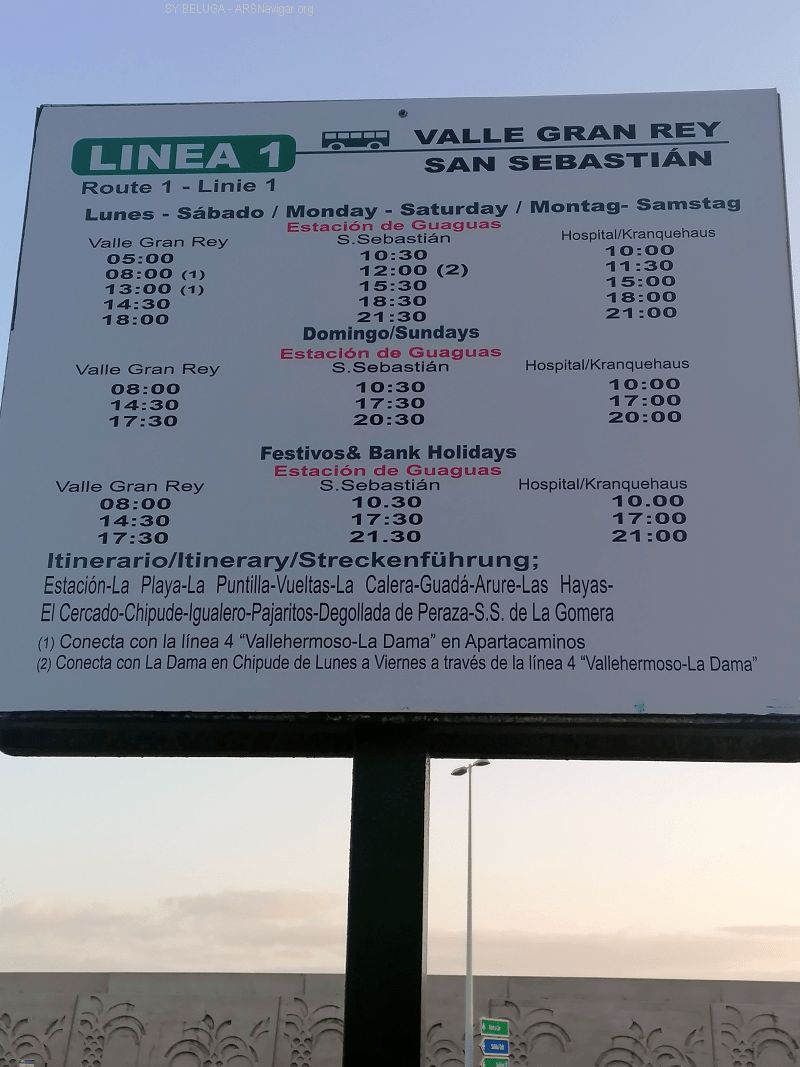 SY BELUGA - ARSNavigar.org
LINEA 1 VALLE GRAN REY
SAN SEBASTIÁN
Route 1 - Linie 1
Lunes - Sábado / Monday - Saturday / Montag- Samstag
Estación de Guaguas
Valle Gran Rey S.Sebastián Hospital/Kranquehaus
05:00 10:30 10:00
08:00 (1) 12:00 (2) 11:30
13:00 (1) 15:30 15:00
14:30 18:30 18:00
18:00 21:30 21:00
Domingo/Sundays
Estación de Guaguas
Valle Gran Rey S.Sebastián Hospital/Kranquehaus
08:00 10:30 10:00
14:30 17:30 17:00
17:30 20:30 20:00
Festivos& Bank Holidays
Estación de Guaguas
Valle Gran Rey S.Sebastián Hospital/Kranquehaus
08:00 10.30 10.00
14:30 17:30 17:00
17:30 21.30 21:00
Itinerario/Itinerary/Streckenführung;
Estación-La Playa-La Puntilla-Vueltas-La Calera-Guadá-Arure-Las Hayas-
El Cercado-Chipude-Igualero-Pajaritos-Degollada de Peraza-S.S. de La Gomera
(1) Conecta con la línea 4 “Vallehermoso-La Dama” en Apartacaminos
(2) Conecta con La Dama en Chipude de Lunes a Viernes a través de la línea 4 “Vallehermoso-La Dama”